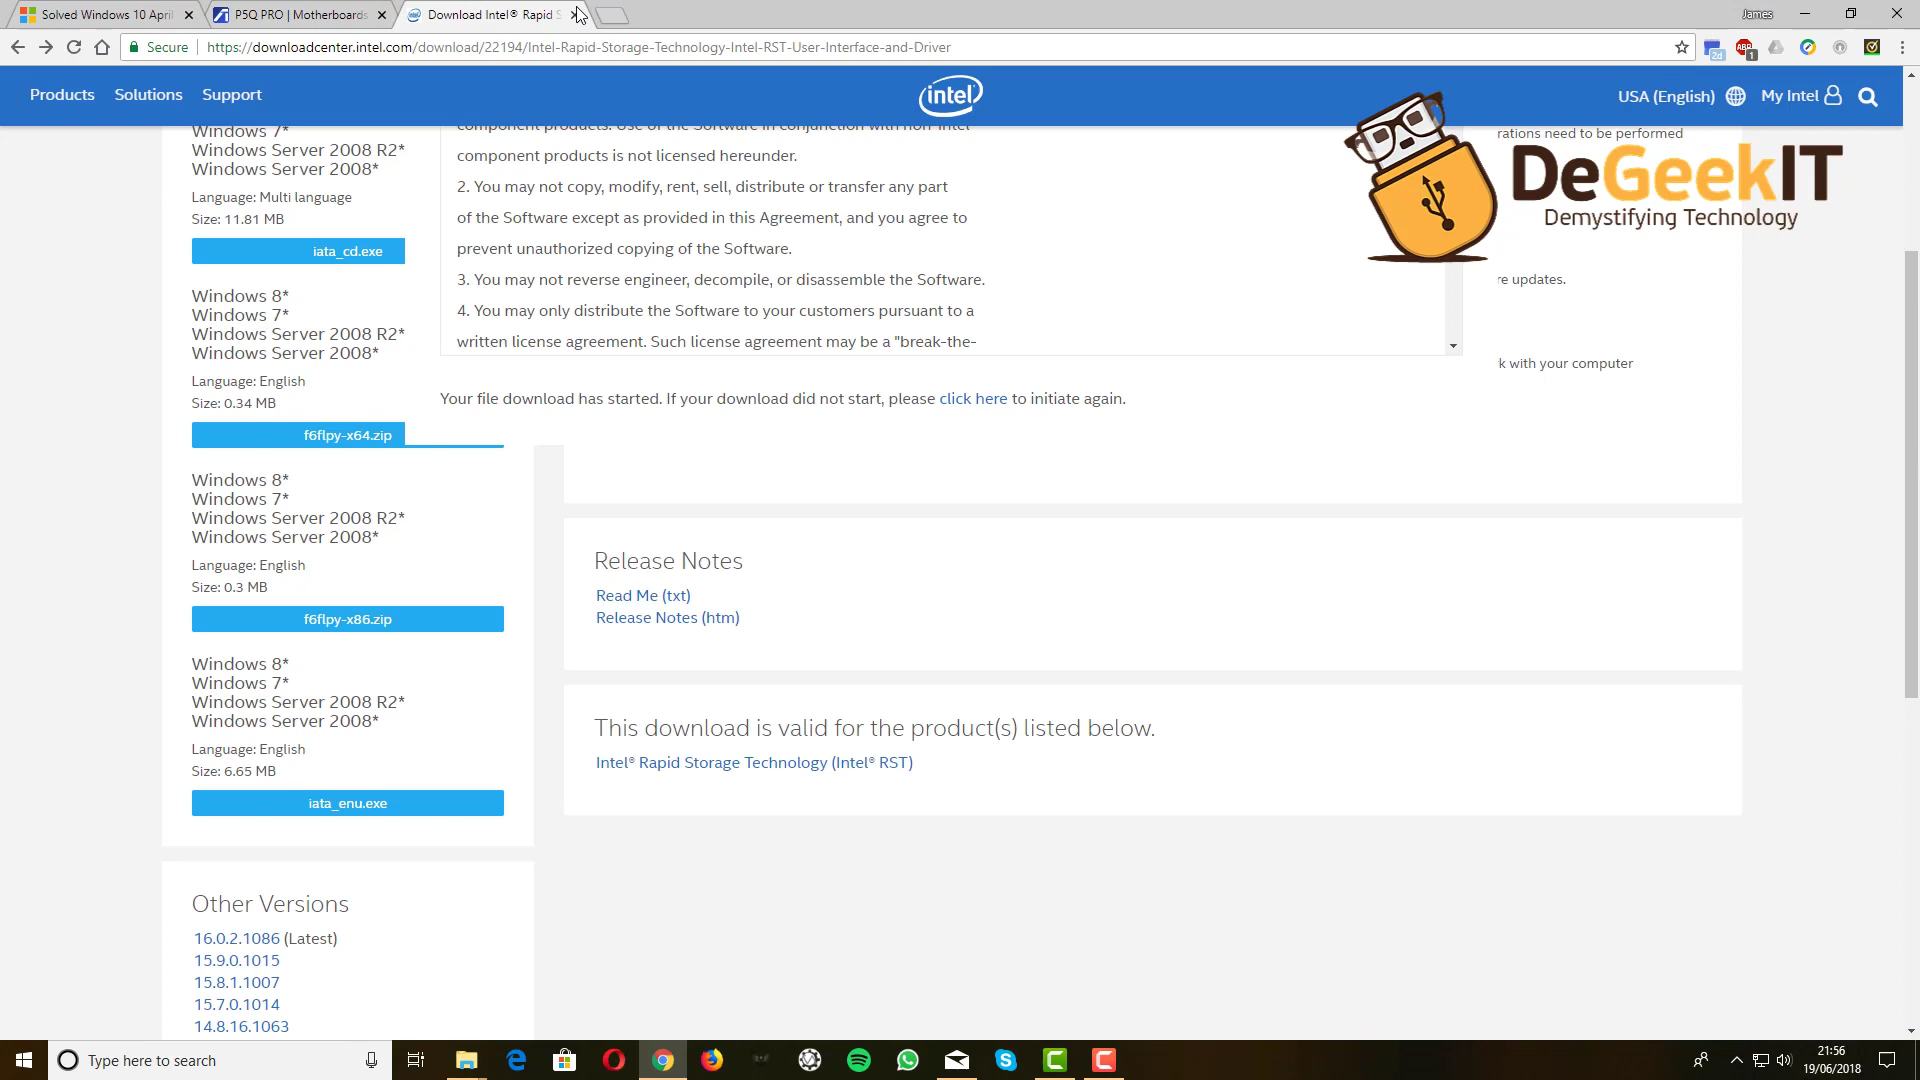 Solved Windows 10 April
P5Q PRO | Motherboards
Download Intel® Rapid S
James
Secure
https://downloadcenter.intel.com/download/22194/Intel-Rapid-Storage-Technology-Intel-RST-User-Interface-and-Driver
2d
ABP
1
Products
Solutions
Support
intel
USA (English)
My Intel
Windows 7*
Windows Server 2008 R2*
Windows Server 2008*
Language: Multi language
Size: 11.81 MB
iata_cd.exe
Windows 8*
Windows 7*
Windows Server 2008 R2*
Windows Server 2008*
Language: English
Size: 0.34 MB
f6flpy-x64.zip
Windows 8*
Windows 7*
Windows Server 2008 R2*
Windows Server 2008*
Language: English
Size: 0.3 MB
f6flpy-x86.zip
Windows 8*
Windows 7*
Windows Server 2008 R2*
Windows Server 2008*
Language: English
Size: 6.65 MB
iata_enu.exe
Other Versions
16.0.2.1086 (Latest)
15.9.0.1015
15.8.1.1007
15.7.0.1014
14.8.16.1063
component products. Use of the Software in conjunction with non-Intel
component products is not licensed hereunder.
2. You may not copy, modify, rent, sell, distribute or transfer any part
of the Software except as provided in this Agreement, and you agree to
prevent unauthorized copying of the Software.
3. You may not reverse engineer, decompile, or disassemble the Software.
4. You may only distribute the Software to your customers pursuant to a
written license agreement. Such license agreement may be a "break-the-
Your file download has started. If your download did not start, please click here to initiate again.
rations need to be performed
DeGeekIT
Demystifying Technology
re updates.
k with your computer
Release Notes
Read Me (txt)
Release Notes (htm)
This download is valid for the product(s) listed below.
Intel® Rapid Storage Technology (Intel® RST)
Type here to search
21:56
19/06/2018